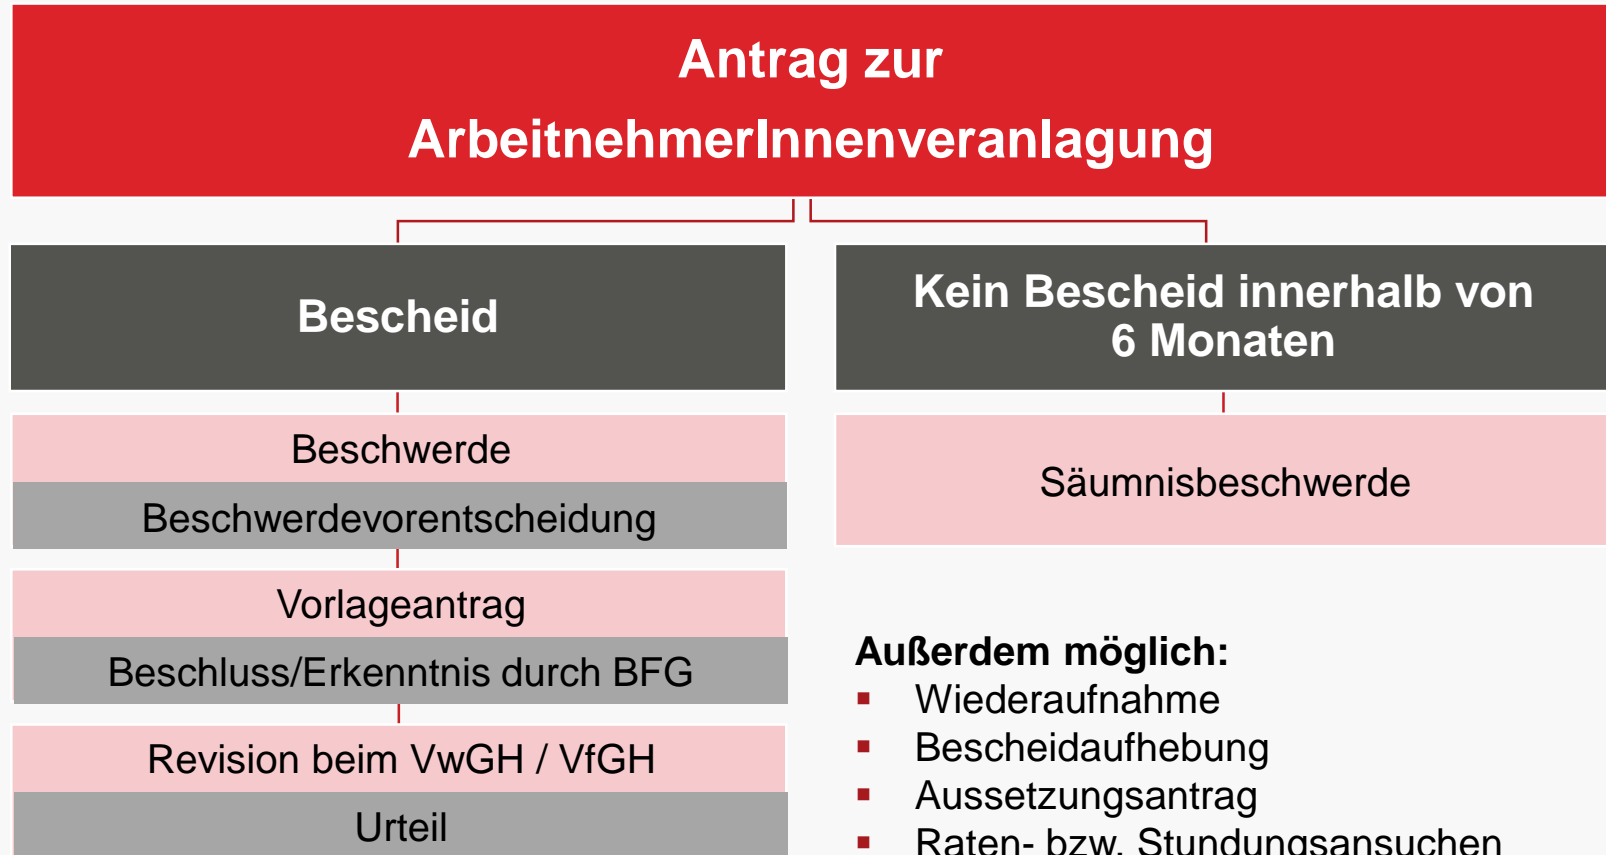 Antrag zur
ArbeitnehmerInnenveranlagung
Bescheid
Beschwerde
Beschwerdevorentscheidung
Vorlageantrag
Beschluss/Erkenntnis durch BFG
Revision beim VwGH / VfGH
Urteil
Kein Bescheid innerhalb von
6 Monaten
Säumnisbeschwerde
Außerdem möglich:
▪ Wiederaufnahme
▪ Bescheidaufhebung
▪ Aussetzungsantrag
▪ Raten- bzw. Stundungsansuchen